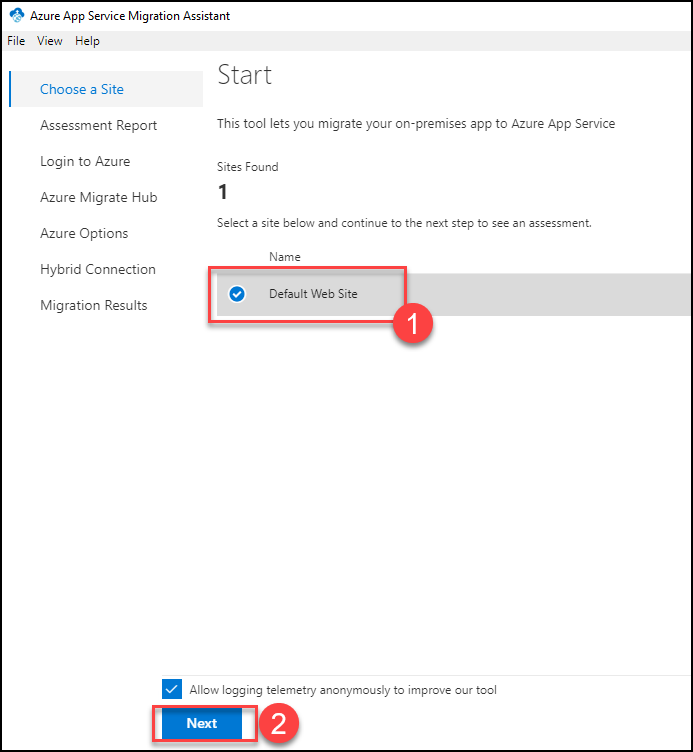 Azure App Service Migration Assistant
File View Help
Choose a Site
Assessment Report
Login to Azure
Azure Migrate Hub
Azure Options
Hybrid Connection
Migration Results
Start
This tool lets you migrate your on-premises app to Azure App Service
Sites Found
1
Select a site below and continue to the next step to see an assessment.
Name
Default Web Site
1
Allow logging telemetry anonymously to improve our tool
Next
2